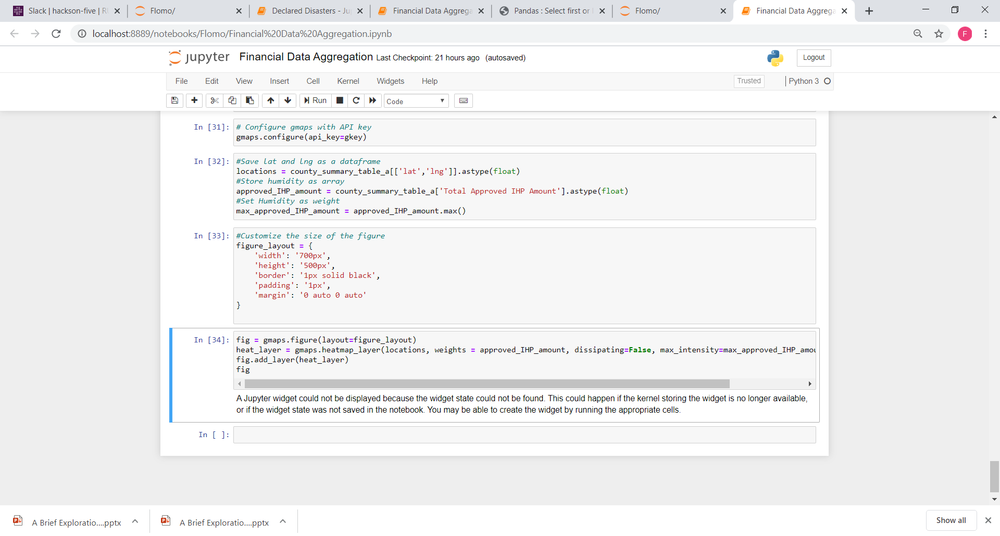 Slack | hackson-five | R
Flomo/
Declared Disasters - Ju
Financial Data Aggrega
Pandas : Select first or
Flomo/
Financial Data Aggrega
localhost:8889/notebooks/Flomo/Financial%20Data%20Aggregation.ipynb
F
jupyter Financial Data Aggregation Last Checkpoint: 21 hours ago (autosaved)
Logout
File Edit View Insert Cell Kernel Widgets Help
Trusted
Python 3
Run
Code
In [31]: # Configure gmaps with API key
gmaps.configure(api_key=gkey)
In [32]: #Save lat and lng as a dataframe
locations = county_summary_table_a[['lat','lng']].astype(float)
#Store humidity as array
approved_IHP_amount = county_summary_table_a['Total Approved IHP Amount'].astype(float)
#Set Humidity as weight
max_approved_IHP_amount = approved_IHP_amount.max()
In [33]: #Customize the size of the figure
figure_layout = {
'width': '700px',
'height': '500px',
'border': '1px solid black',
'padding': '1px',
'margin': '0 auto 0 auto'
}
In [34]: fig = gmaps.figure(layout=figure_layout)
heat_layer = gmaps.heatmap_layer(locations, weights = approved_IHP_amount, dissipating=False, max_intensity=max_approved_IHP_amou
fig.add_layer(heat_layer)
fig
A Jupyter widget could not be displayed because the widget state could not be found. This could happen if the kernel storing the widget is no longer available,
or if the widget state was not saved in the notebook. You may be able to create the widget by running the appropriate cells.
In [ ]:
A Brief Exploratio....pptx
A Brief Exploratio....pptx
Show all